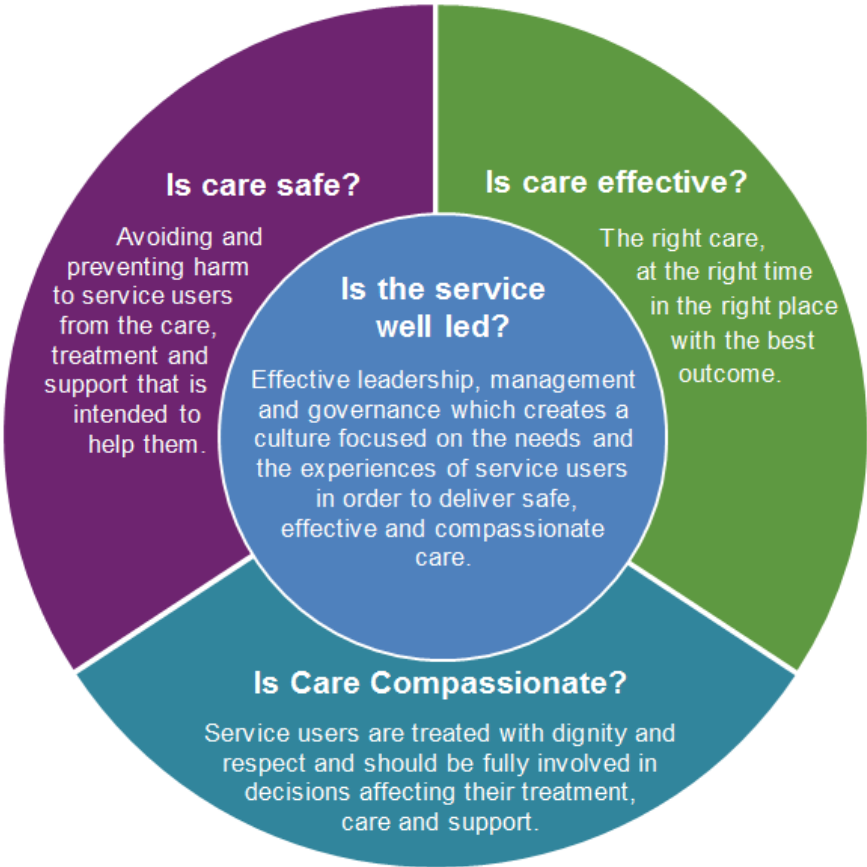 Is care safe?
Avoiding and
preventing harm
to service users
from the care,
treatment and
support that is
intended to
help them.
Is care effective?
The right care,
at the right time
in the right place
with the best
outcome.
Is the service
well led?
Effective leadership, management
and governance which creates a
culture focused on the needs and
the experiences of service users
in order to deliver safe,
effective and compassionate
care.
Is Care Compassionate?
Service users are treated with dignity and
respect and should be fully involved in
decisions affecting their treatment,
care and support.